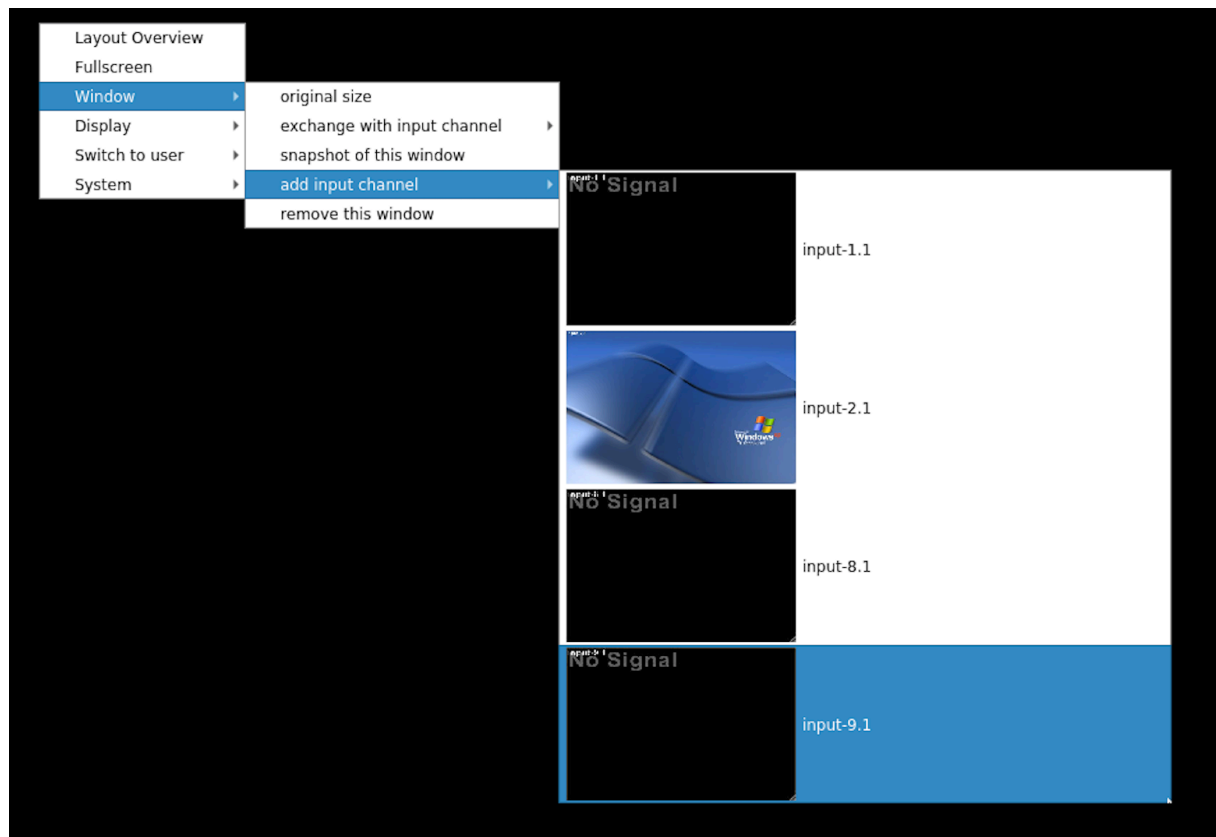 Layout Overview
Fullscreen
Window
Display
Switch to user
System
original size
exchange with input channel
snapshot of this window
add input channel
remove this window
No Signal
input-1.1
Windows
input-2.1
No Signal
input-8.1
No Signal
input-9.1